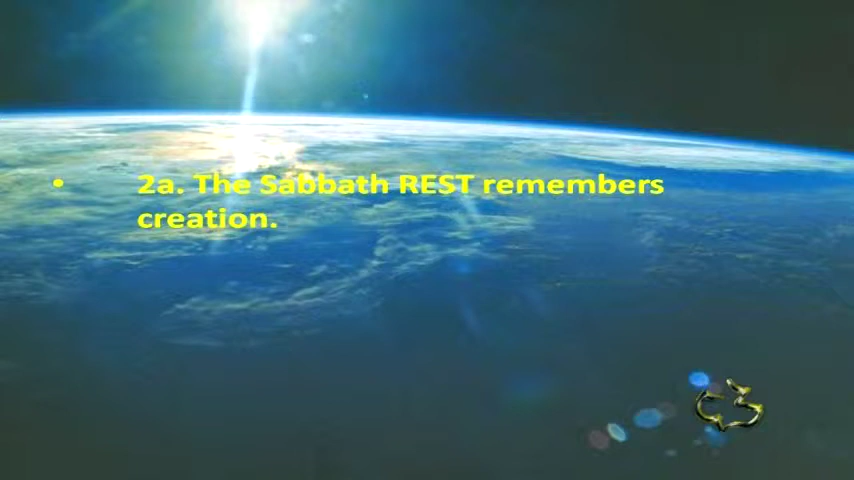 • 2a. The Sabbath REST remembers
creation.